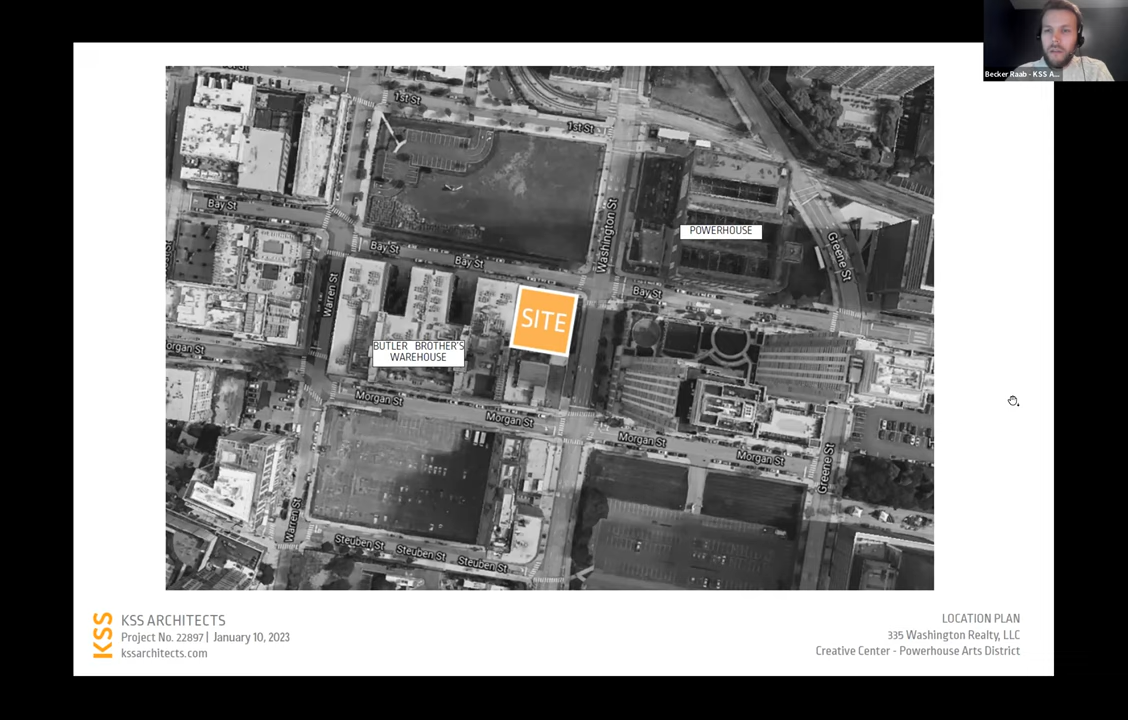 Becker Raab - KSS A...
1st St
1st St
Bay St
Washington St
POWERHOUSE
Greene St
Bay St
Bay St
Warren St
Bay St
SITE
BUTLER BROTHER'S
WAREHOUSE
organ St
Morgan St
Morgan St
Morgan St
Morgan St
Greene St
Warren St
Steuben St
Steuben St
Steuben St
KSS
KSS ARCHITECTS
Project No. 22897 | January 10, 2023
kssarchitects.com
LOCATION PLAN
335 Washington Realty, LLC
Creative Center - Powerhouse Arts District